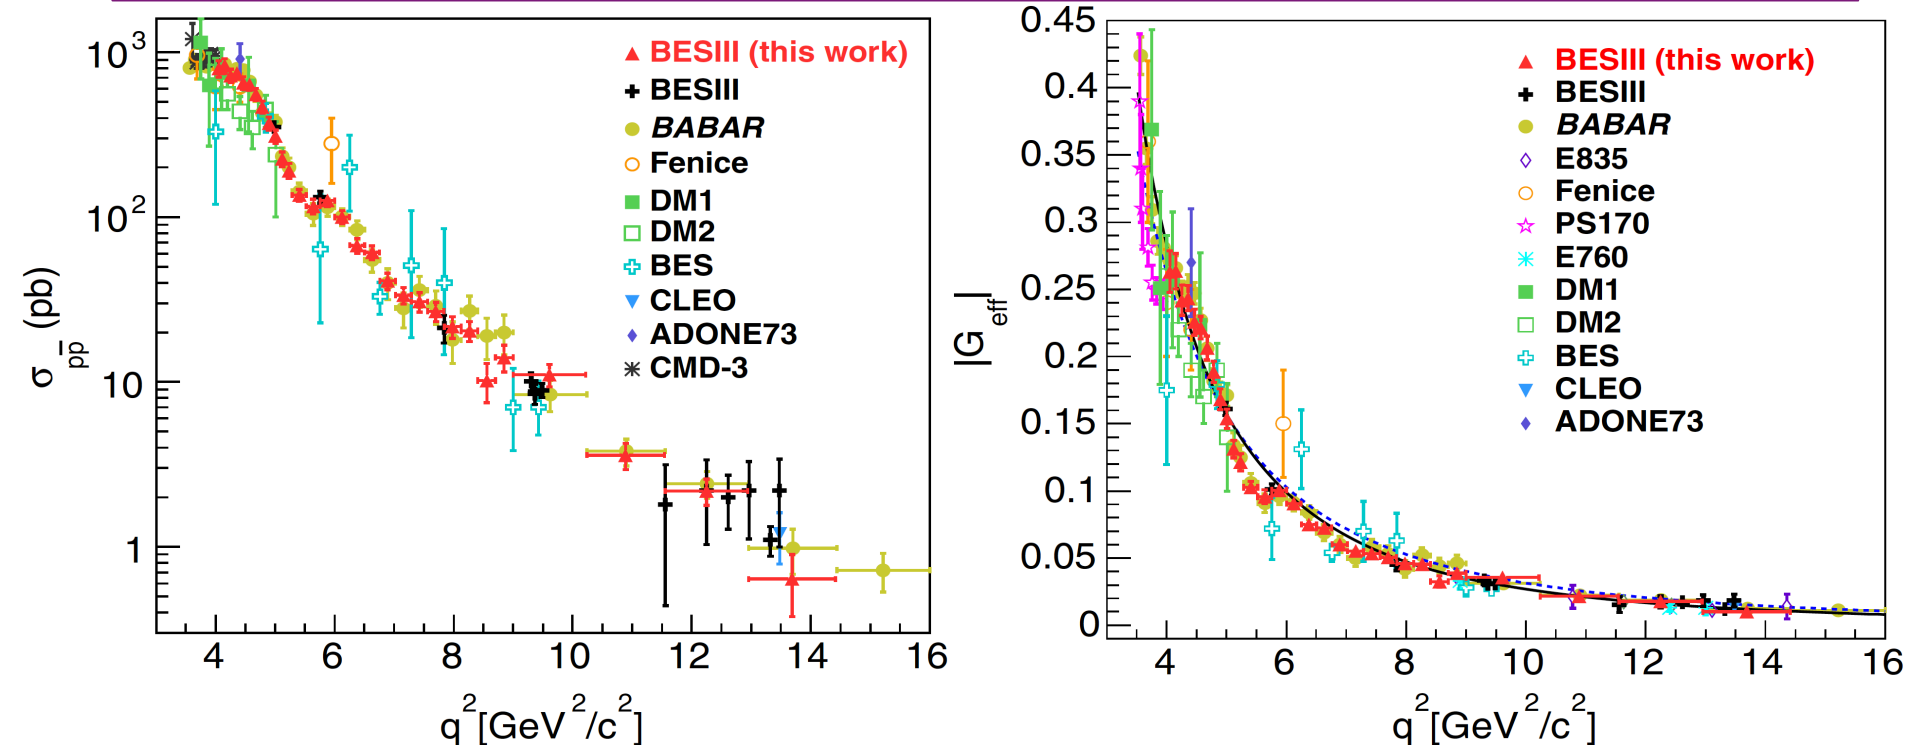 10³
10²
10
1
σ_pp̅ (pb)
BESIII (this work)
BESIII
BABAR
Fenice
DM1
DM2
BES
CLEO
ADONE73
CMD-3
4 6 8 10 12 14 16
q²[GeV²/c²]
0.45
0.4
0.35
0.3
0.25
0.2
0.15
0.1
0.05
0
|G_eff|
BESIII (this work)
BESIII
BABAR
E835
Fenice
PS170
E760
DM1
DM2
BES
CLEO
ADONE73
4 6 8 10 12 14 16
q²[GeV²/c²]